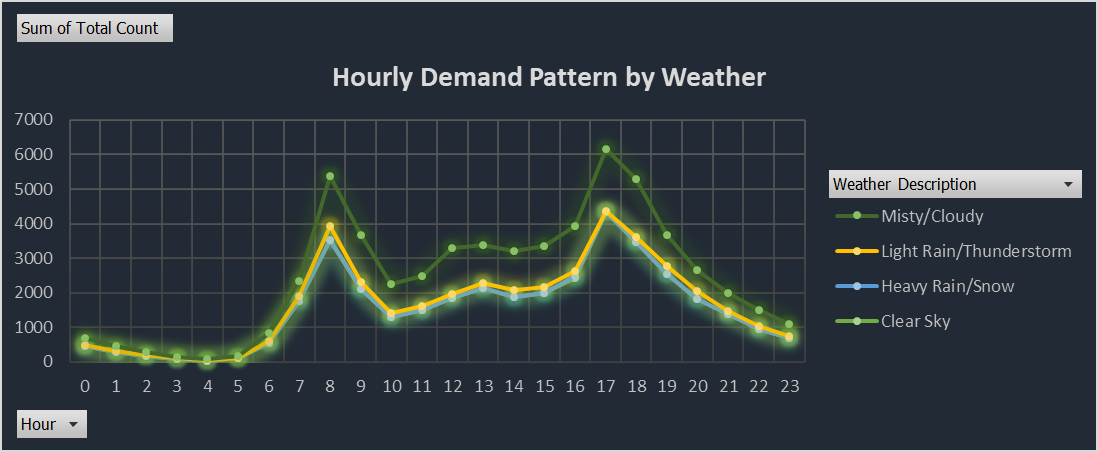 Sum of Total Count
Hourly Demand Pattern by Weather
7000
6000
5000
4000
3000
2000
1000
0
0 1 2 3 4 5 6 7 8 9 10 11 12 13 14 15 16 17 18 19 20 21 22 23
Weather Description
Misty/Cloudy
Light Rain/Thunderstorm
Heavy Rain/Snow
Clear Sky
Hour